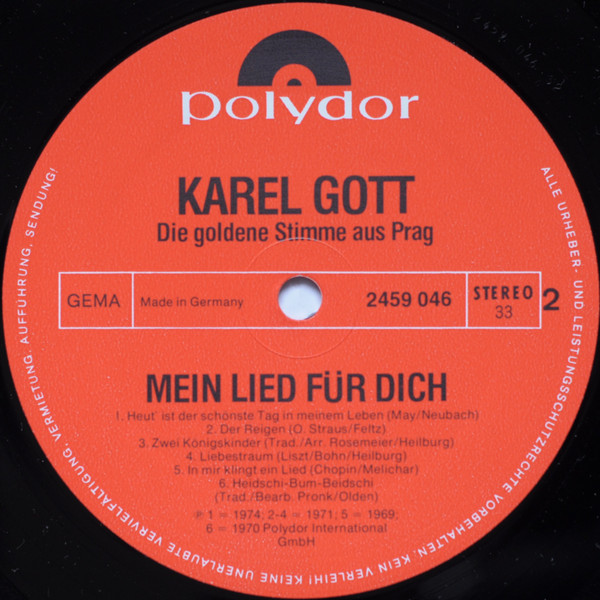 polydor
KAREL GOTT
Die goldene Stimme aus Prag
GEMA
Made in Germany
2459 046
STEREO
33
2
MEIN LIED FÜR DICH
1. Heut' ist der schönste Tag in meinem Leben (May/Neubach)
2. Der Reigen (O. Straus/Feltz)
3. Zwei Königskinder (Trad./Arr. Rosemeier/Heilburg)
4. Liebestraum (Liszt/Bohn/Heilburg)
5. In mir klingt ein Lied (Chopin/Melichar)
6. Heidschi-Bum-Beidschi
(Trad./Bearb. Pronk/Olden)
℗ 1 = 1974; 2-4 = 1971; 5 = 1969;
6 = 1970 Polydor International
GmbH
ALLE URHEBER- UND LEISTUNGSSCHUTZRECHTE VORBEHALTEN. KEIN VERLEIH! KEINE UNERLAUBTE VERVIELFÄLTIGUNG, VERMIETUNG, AUFFÜHRUNG, SENDUNG!